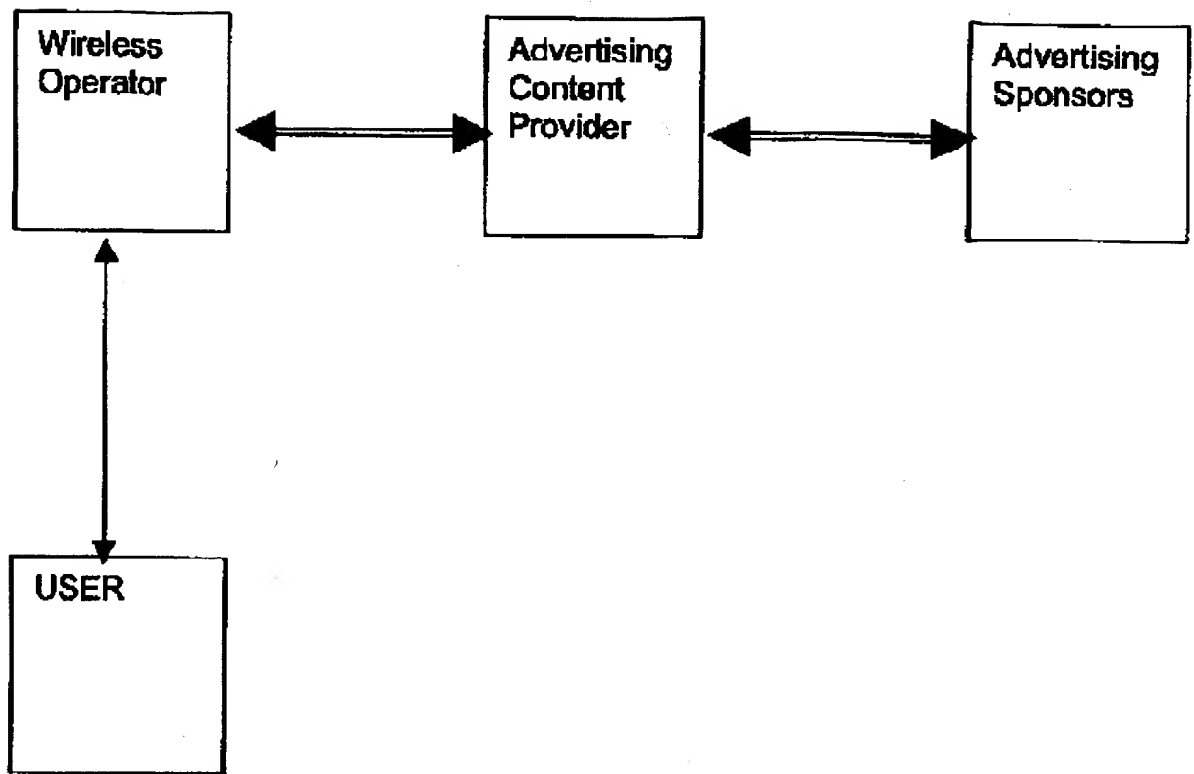 Wireless
Operator
Advertising
Content
Provider
Advertising
Sponsors
USER